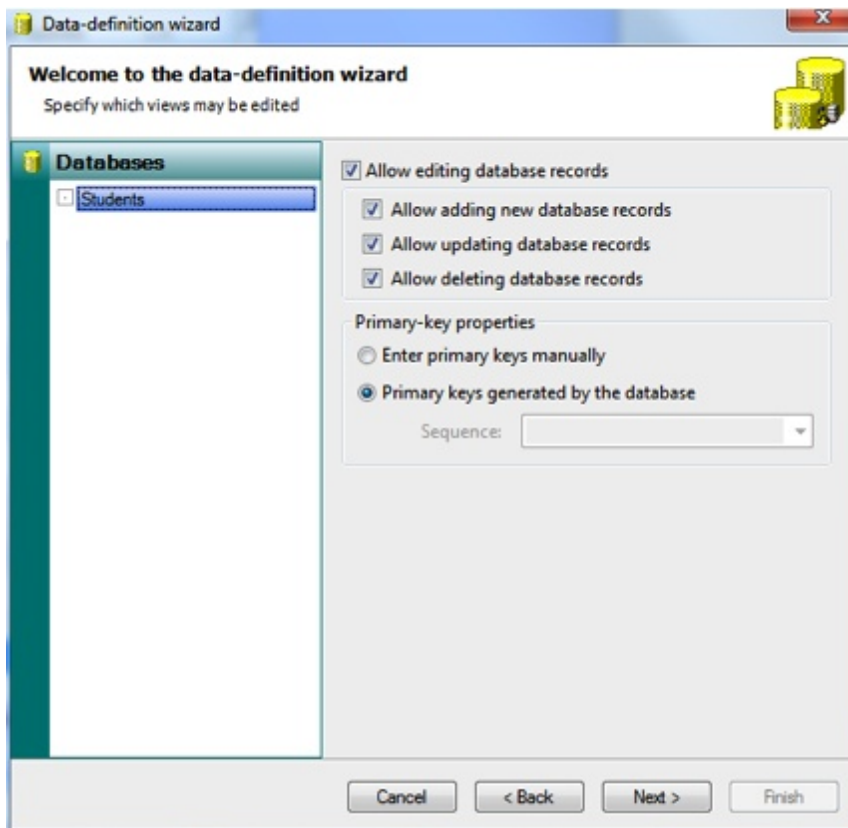 Data-definition wizard
Welcome to the data-definition wizard
Specify which views may be edited
Databases
Students
Allow editing database records
Allow adding new database records
Allow updating database records
Allow deleting database records
Primary-key properties
Enter primary keys manually
Primary keys generated by the database
Sequence:
Cancel
< Back
Next >
Finish